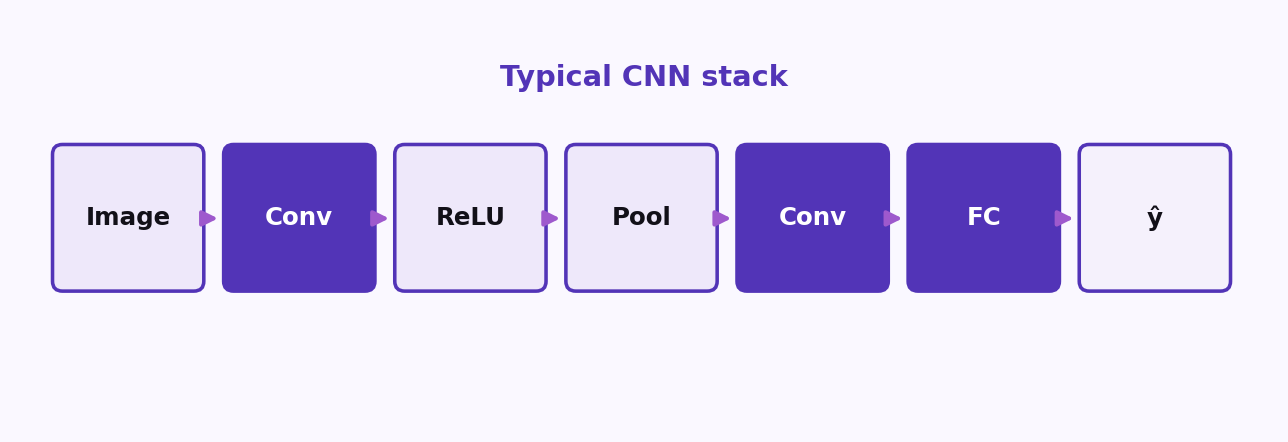 Typical CNN stack
Image
Conv
ReLU
Pool
Conv
FC
ŷ